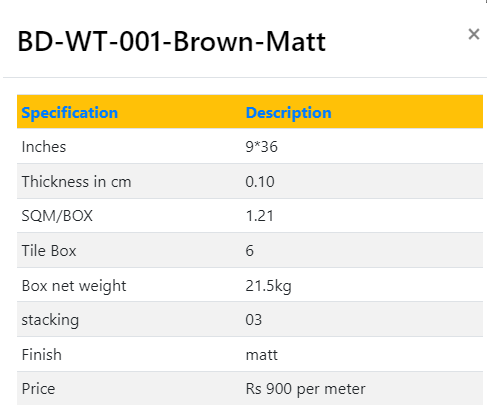 BD-WT-001-Brown-Matt ×
Specification Description
Inches 9*36
Thickness in cm 0.10
SQM/BOX 1.21
Tile Box 6
Box net weight 21.5kg
stacking 03
Finish matt
Price Rs 900 per meter